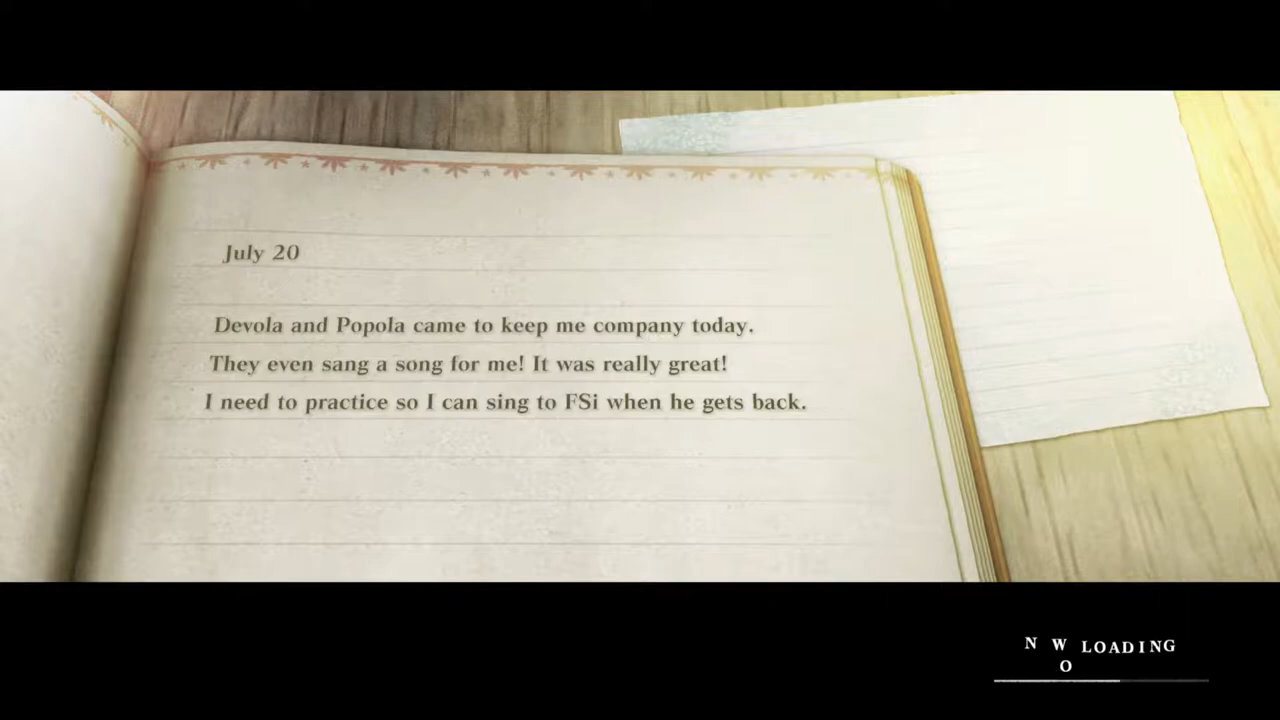 July 20
Devola and Popola came to keep me company today.
They even sang a song for me! It was really great!
I need to practice so I can sing to FSi when he gets back.
NOW LOADING